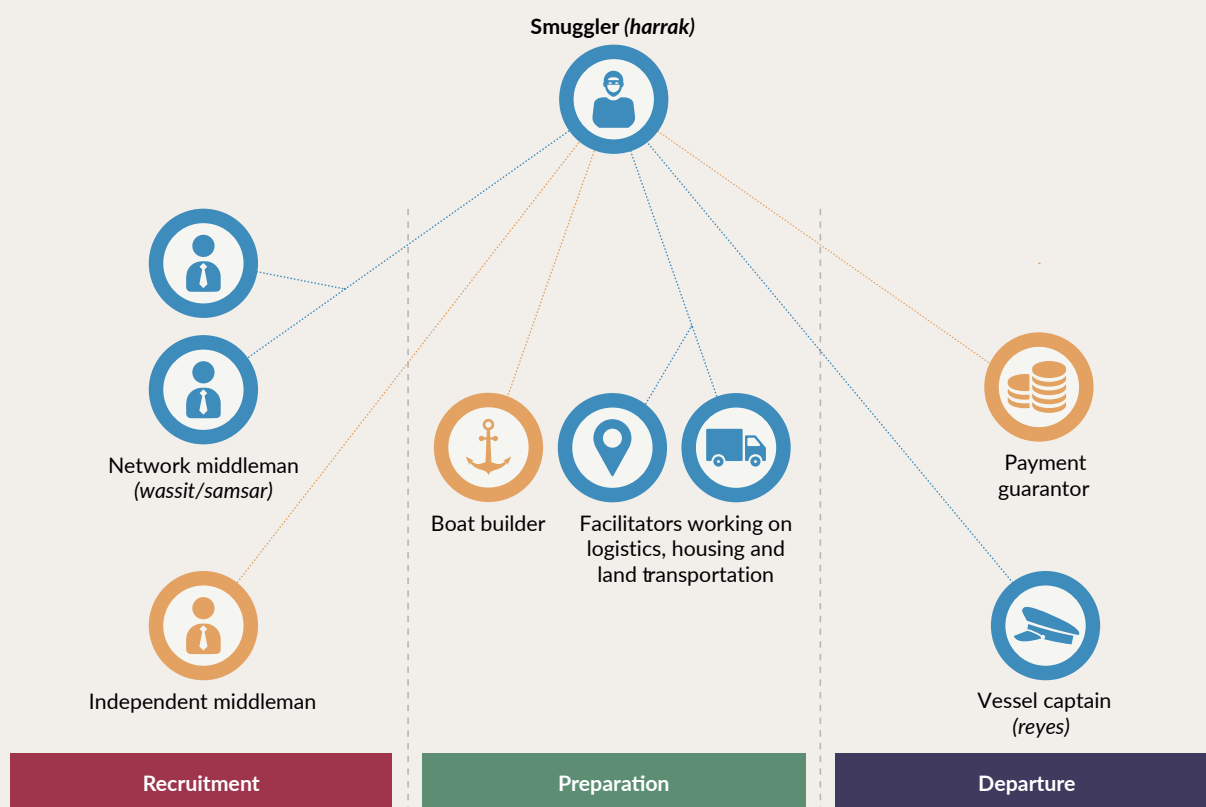 Smuggler (harrak)
Network middleman
(wassit/samsar)
Independent middleman
Boat builder
Facilitators working on
logistics, housing and
land transportation
Payment
guarantor
Vessel captain
(reyes)
Recruitment
Preparation
Departure